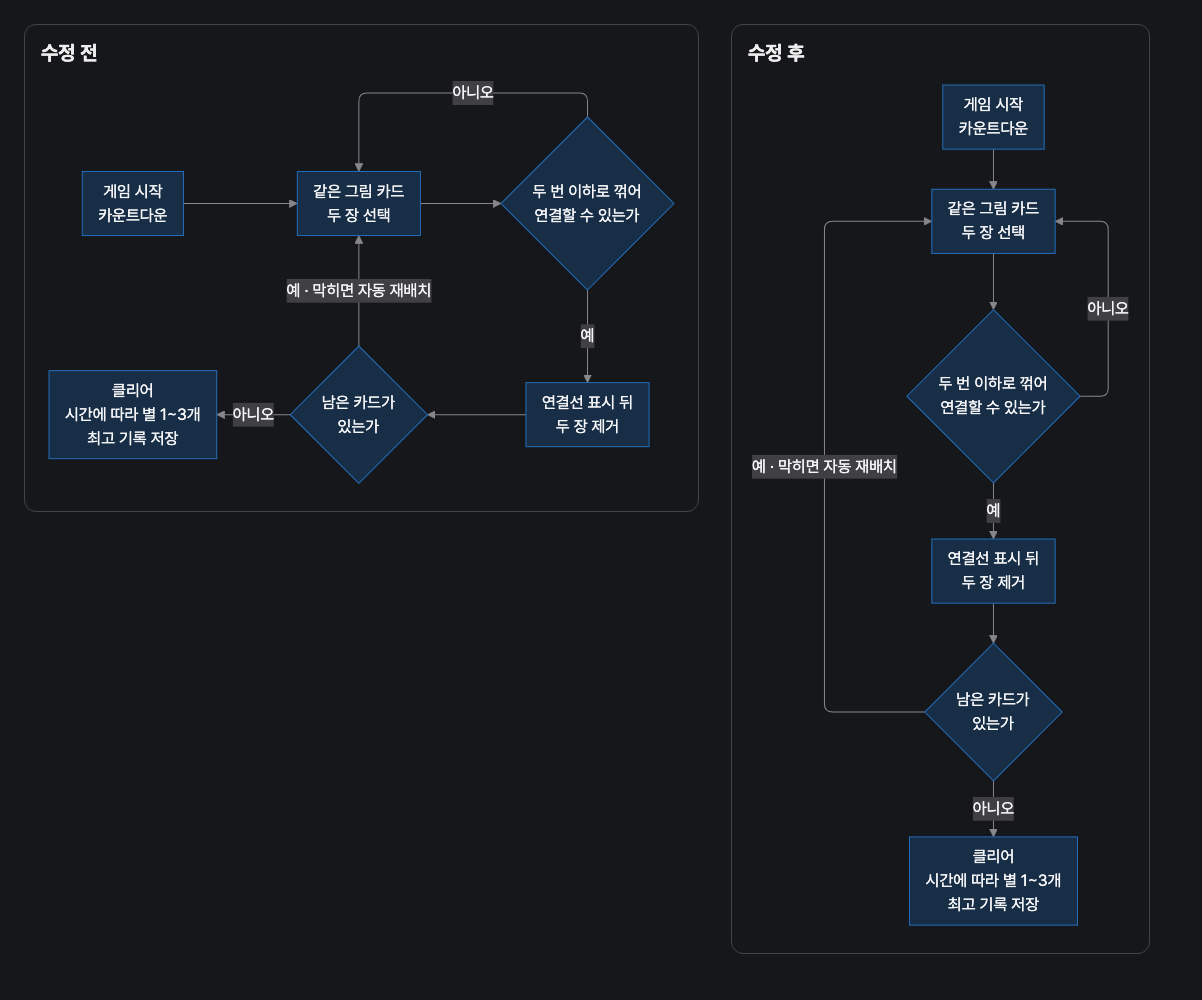 수정 전
아니오
게임 시작
카운트다운
같은 그림 카드
두 장 선택
두 번 이하로 꺾어
연결할 수 있는가
예 · 막히면 자동 재배치
예
클리어
시간에 따라 별 1~3개
최고 기록 저장
아니오
남은 카드가
있는가
연결선 표시 뒤
두 장 제거
수정 후
게임 시작
카운트다운
같은 그림 카드
두 장 선택
아니오
두 번 이하로 꺾어
연결할 수 있는가
예 · 막히면 자동 재배치
예
연결선 표시 뒤
두 장 제거
남은 카드가
있는가
아니오
클리어
시간에 따라 별 1~3개
최고 기록 저장